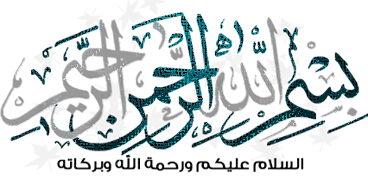 بسم الله الرحمن الرحيم
السلام عليكم ورحمة الله وبركاته